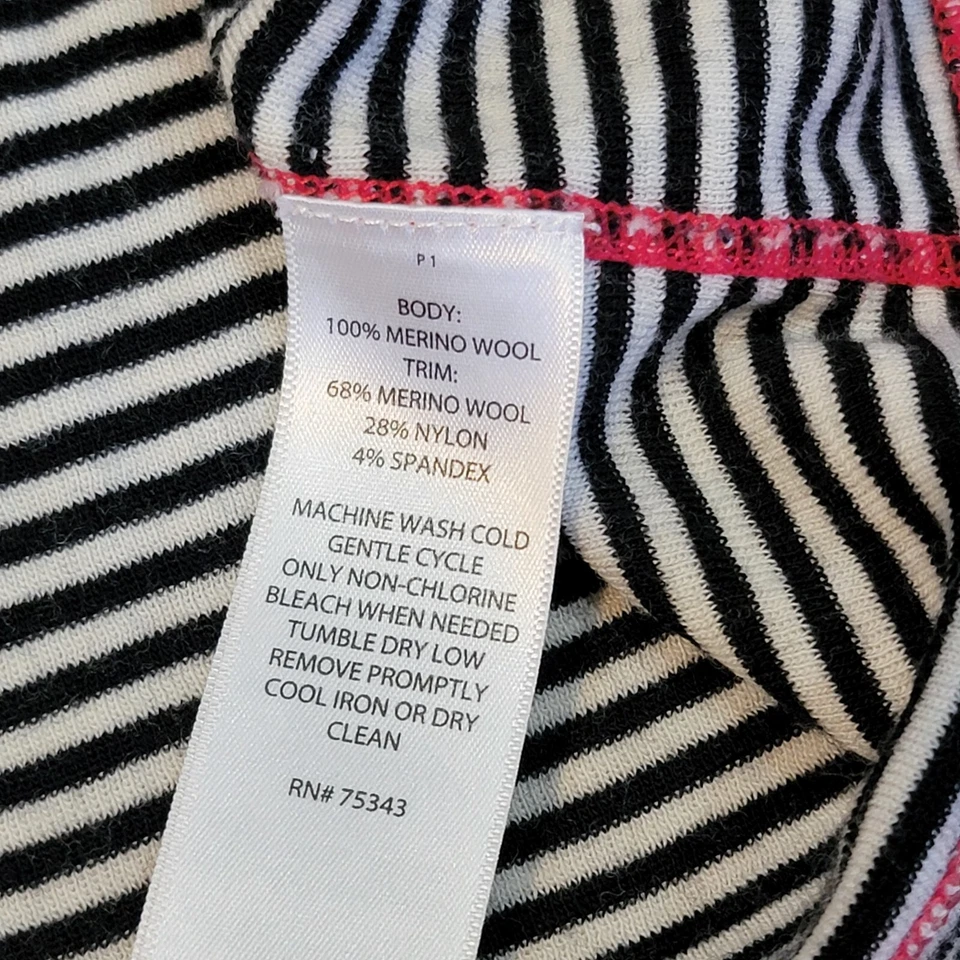 P 1
BODY:
100% MERINO WOOL
TRIM:
68% MERINO WOOL
28% NYLON
4% SPANDEX
MACHINE WASH COLD
GENTLE CYCLE
ONLY NON-CHLORINE
BLEACH WHEN NEEDED
TUMBLE DRY LOW
REMOVE PROMPTLY
COOL IRON OR DRY
CLEAN
RN# 75343